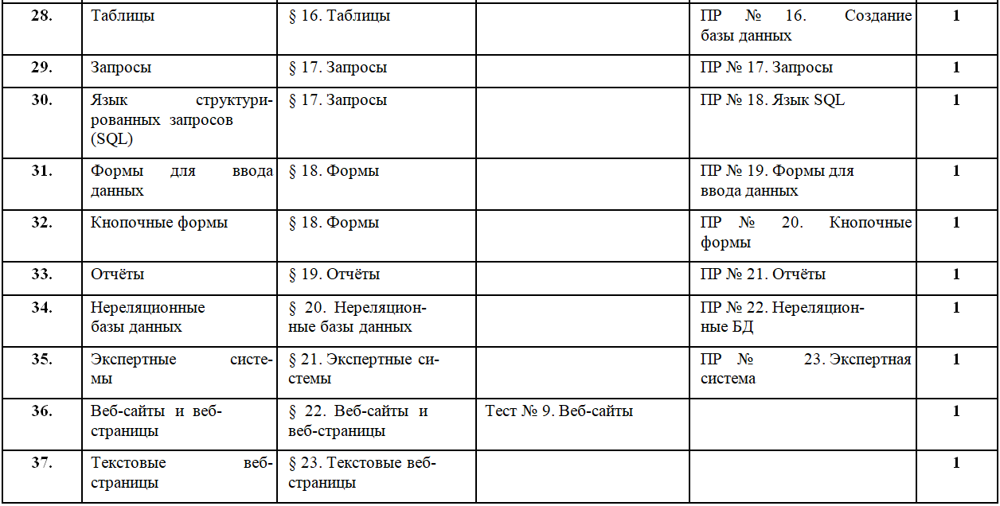 28. Таблицы § 16. Таблицы ПР № 16. Создание базы данных 1
29. Запросы § 17. Запросы ПР № 17. Запросы 1
30. Язык структури-рованных запросов (SQL) § 17. Запросы ПР № 18. Язык SQL 1
31. Формы для ввода данных § 18. Формы ПР № 19. Формы для ввода данных 1
32. Кнопочные формы § 18. Формы ПР № 20. Кнопочные формы 1
33. Отчёты § 19. Отчёты ПР № 21. Отчёты 1
34. Нереляционные базы данных § 20. Нереляцион-ные базы данных ПР № 22. Нереляцион-ные БД 1
35. Экспертные систе-мы § 21. Экспертные си-стемы ПР № 23. Экспертная система 1
36. Веб-сайты и веб-страницы § 22. Веб-сайты и веб-страницы Тест № 9. Веб-сайты 1
37. Текстовые веб-страницы § 23. Текстовые веб-страницы 1